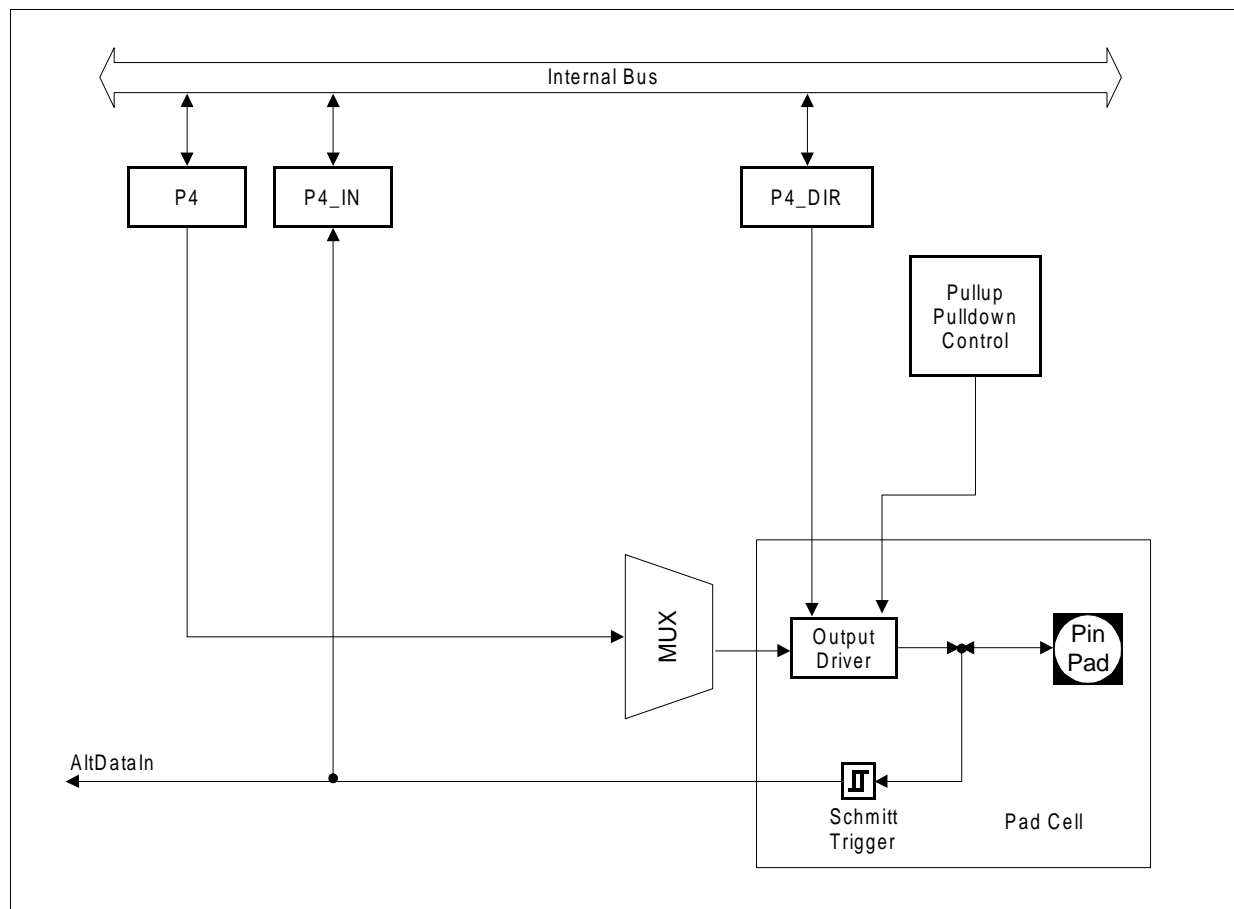 Internal Bus
P4
P4_IN
P4_DIR
Pullup
Pulldown
Control
MUX
Output
Driver
Pin
Pad
AltDataIn
Schmitt
Trigger
Pad Cell